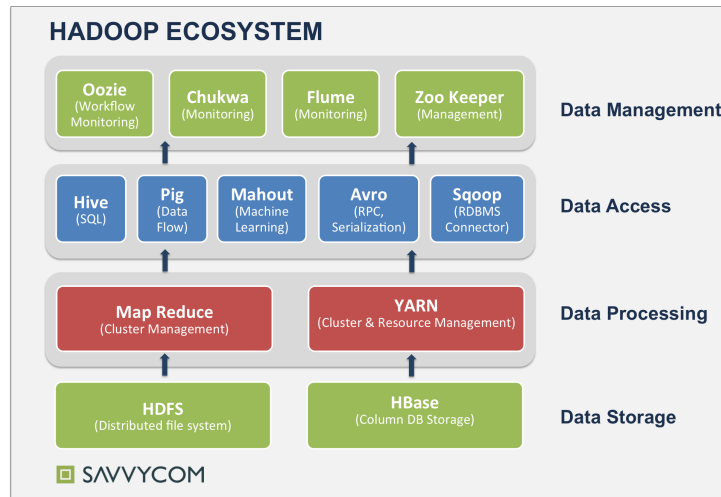 HADOOP ECOSYSTEM
Oozie
(Workflow
Monitoring)
Chukwa
(Monitoring)
Flume
(Monitoring)
Zoo Keeper
(Management)
Data Management
Hive
(SQL)
Pig
(Data
Flow)
Mahout
(Machine
Learning)
Avro
(RPC,
Serialization)
Sqoop
(RDBMS
Connector)
Data Access
Map Reduce
(Cluster Management)
YARN
(Cluster & Resource Management)
Data Processing
HDFS
(Distributed file system)
HBase
(Column DB Storage)
Data Storage
SAVVYCOM